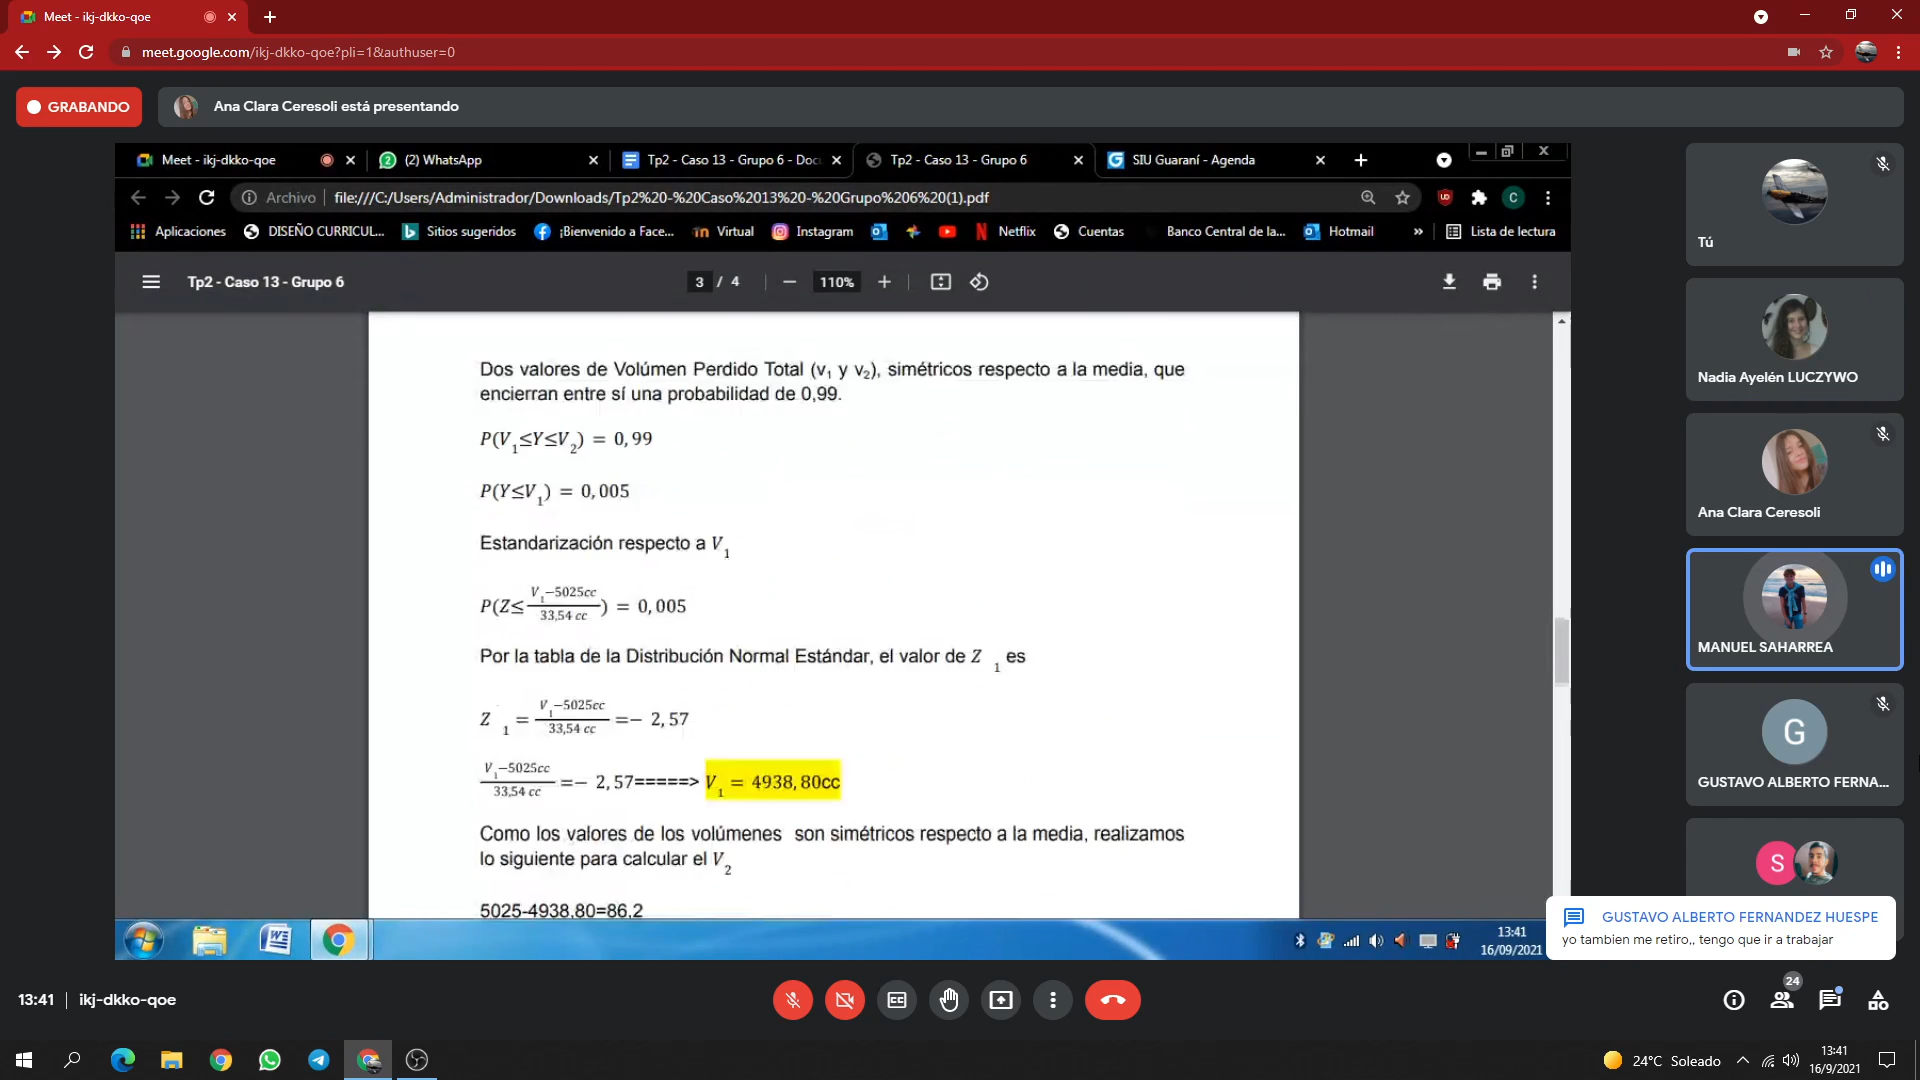 Meet - ikj-dkko-qoe
meet.google.com/ikj-dkko-qoe?pli=1&authuser=0
GRABANDO
Ana Clara Ceresoli está presentando
Meet - ikj-dkko-qoe
(2) WhatsApp
Tp2 - Caso 13 - Grupo 6 - Doc
Tp2 - Caso 13 - Grupo 6
SIU Guaraní - Agenda
Archivo
file:///C:/Users/Administrador/Downloads/Tp2%20-%20Caso%2013%20-%20Grupo%206%20(1).pdf
Aplicaciones
DISEÑO CURRICUL...
Sitios sugeridos
¡Bienvenido a Face...
Virtual
Instagram
Netflix
Cuentas
Banco Central de la...
Hotmail
»
Lista de lectura
Tp2 - Caso 13 - Grupo 6
3 / 4
110%
Dos valores de Volúmen Perdido Total (v₁ y v₂), simétricos respecto a la media, que
encierran entre sí una probabilidad de 0,99.
P(V₁≤Y≤V₂) = 0,99
P(Y≤V₁) = 0,005
Estandarización respecto a V₁
P(Z≤ (V₁−5025cc)/(33,54 cc)) = 0,005
Por la tabla de la Distribución Normal Estándar, el valor de Z ₁ es
Z ₁ = (V₁−5025cc)/(33,54 cc) =− 2,57
(V₁−5025cc)/(33,54 cc) =− 2,57=====> V₁ = 4938,80cc
Como los valores de los volúmenes son simétricos respecto a la media, realizamos
lo siguiente para calcular el V₂
5025-4938,80=86,2
13:41
16/09/2021
Tú
Nadia Ayelén LUCZYWO
Ana Clara Ceresoli
MANUEL SAHARREA
G
GUSTAVO ALBERTO FERNA...
S
GUSTAVO ALBERTO FERNANDEZ HUESPE
yo tambien me retiro,, tengo que ir a trabajar
13:41
ikj-dkko-qoe
24
24°C Soleado
13:41
16/9/2021